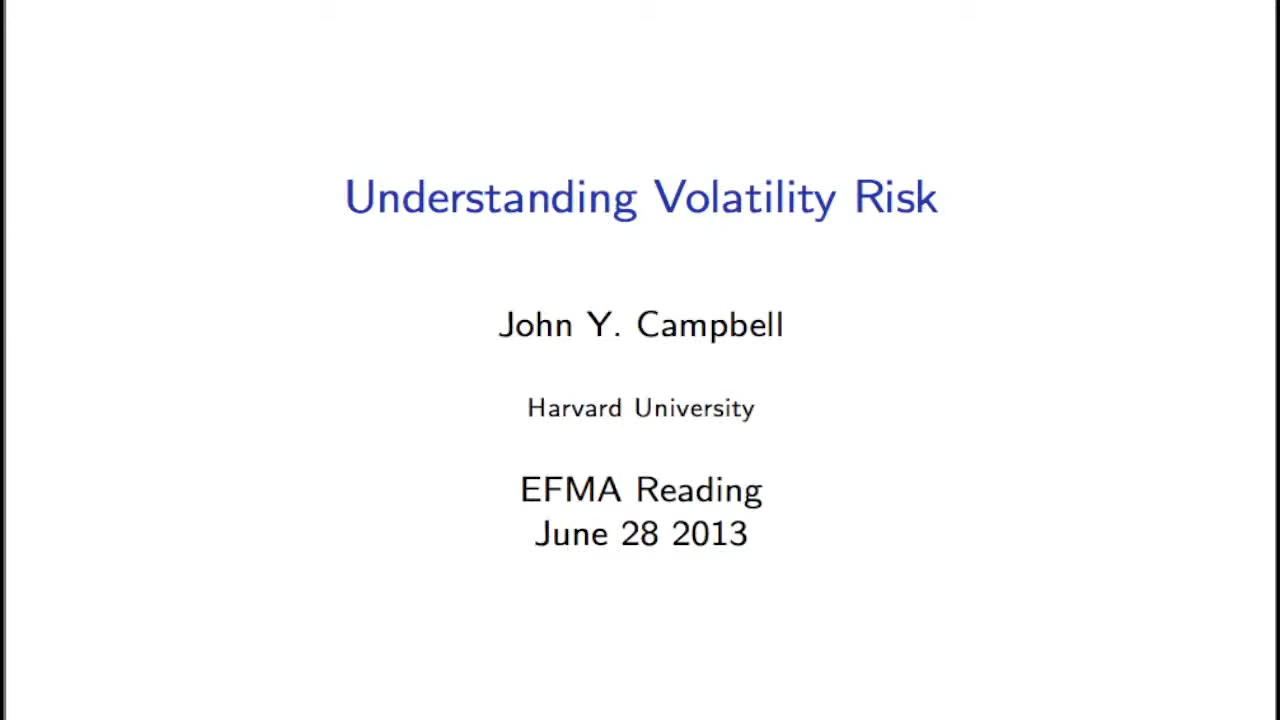 Understanding Volatility Risk
John Y. Campbell
Harvard University
EFMA Reading
June 28 2013